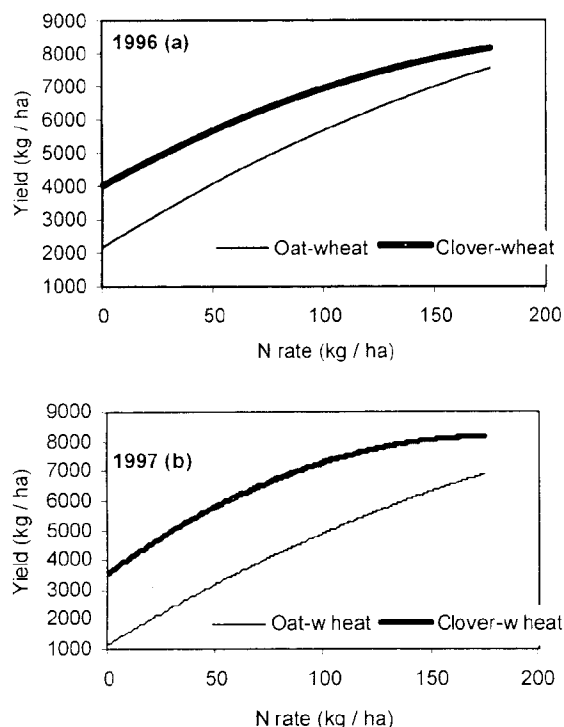 1996 (a)
Yield (kg / ha)
9000
8000
7000
6000
5000
4000
3000
2000
1000
Oat-wheat
Clover-wheat
0
50
100
150
200
N rate (kg / ha)
1997 (b)
Yield (kg / ha)
9000
8000
7000
6000
5000
4000
3000
2000
1000
Oat-w heat
Clover-w heat
0
50
100
150
200
N rate (kg / ha)